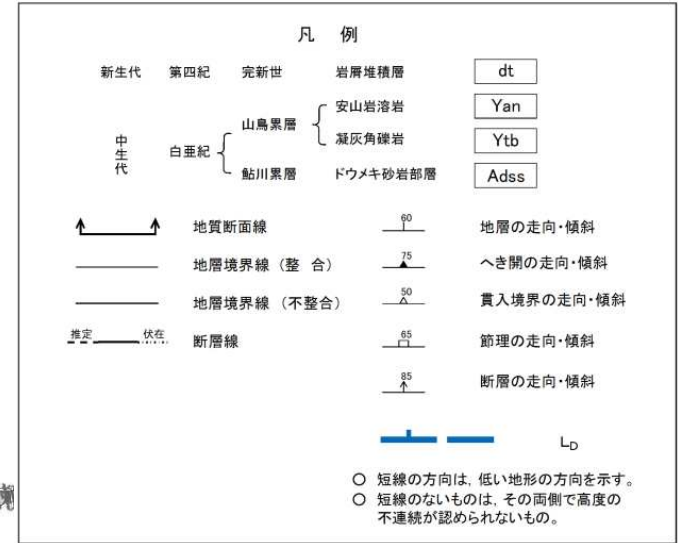 凡 例
新生代 第四紀 完新世 岩屑堆積層 dt
中生代 白亜紀 山鳥累層 安山岩溶岩 Yan
凝灰角礫岩 Ytb
鮎川累層 ドウメキ砂岩部層 Adss
地質断面線
60 地層の走向・傾斜
地層境界線（整 合）
75 へき開の走向・傾斜
地層境界線（不整合）
50 貫入境界の走向・傾斜
推定 伏在 断層線
65 節理の走向・傾斜
85 断層の走向・傾斜
LD
○ 短線の方向は, 低い地形の方向を示す。
○ 短線のないものは, その両側で高度の
不連続が認められないもの。